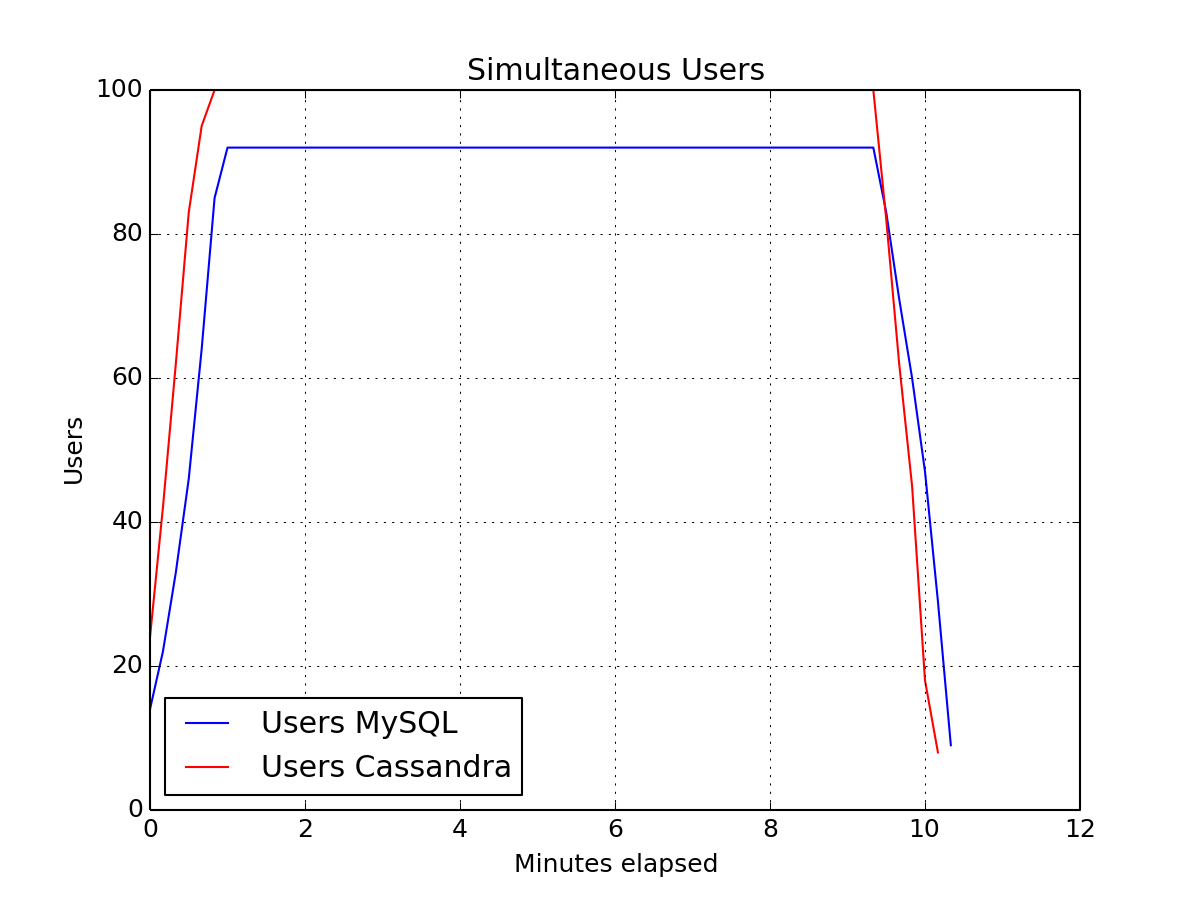 Simultaneous Users
100
80
60
40
20
0
Users
Users MySQL
Users Cassandra
0 2 4 6 8 10 12
Minutes elapsed